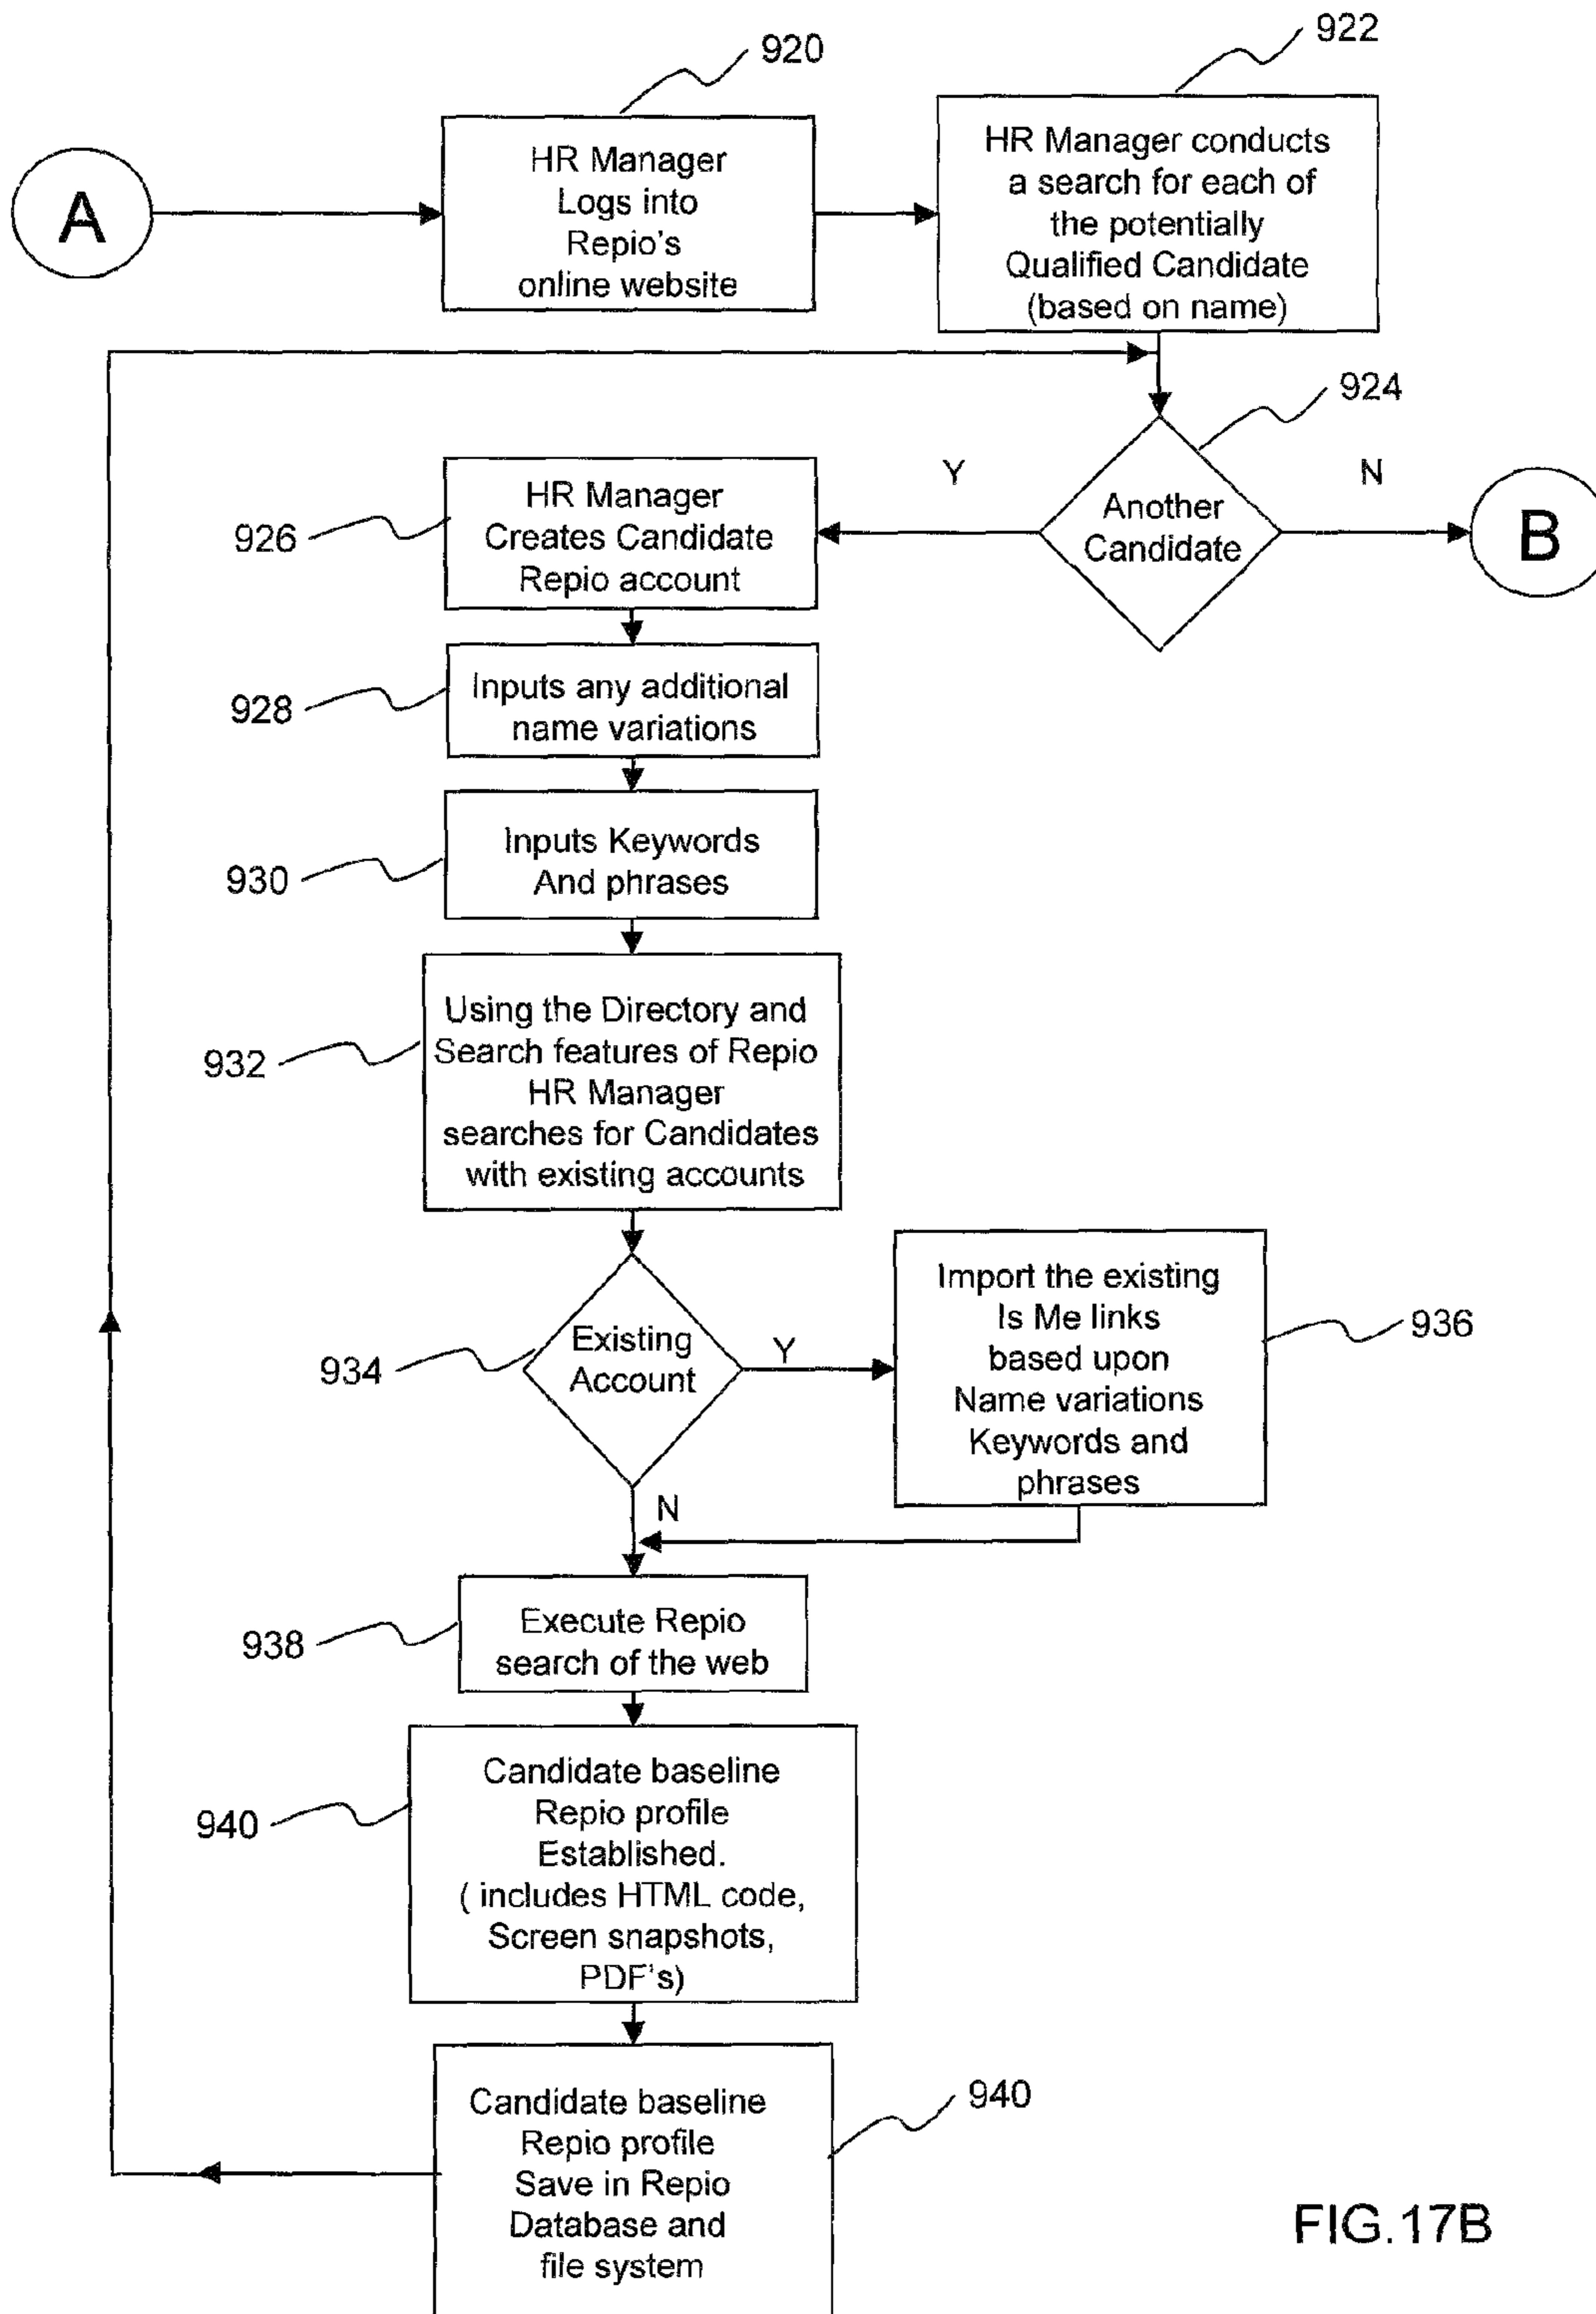 920
922
A
HR Manager
Logs into
Repio's
online website
HR Manager conducts
a search for each of
the potentially
Qualified Candidate
(based on name)
924
Y
N
Another
Candidate
B
926
HR Manager
Creates Candidate
Repio account
928
Inputs any additional
name variations
930
Inputs Keywords
And phrases
932
Using the Directory and
Search features of Repio
HR Manager
searches for Candidates
with existing accounts
934
Existing
Account
Y
N
Import the existing
Is Me links
based upon
Name variations
Keywords and
phrases
936
938
Execute Repio
search of the web
940
Candidate baseline
Repio profile
Established.
( includes HTML code,
Screen snapshots,
PDF's)
940
Candidate baseline
Repio profile
Save in Repio
Database and
file system
FIG.17B